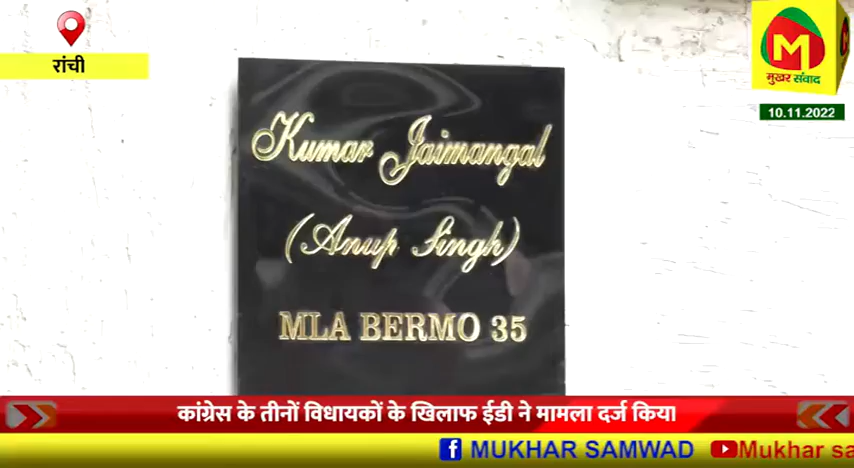 रांची
M
मुखर संवाद
10.11.2022
Kumar Jaimangal
(Anup Singh)
MLA BERMO 35
कांग्रेस के तीनों विधायकों के खिलाफ ईडी ने मामला दर्ज किया
MUKHAR SAMWAD
Mukhar sa